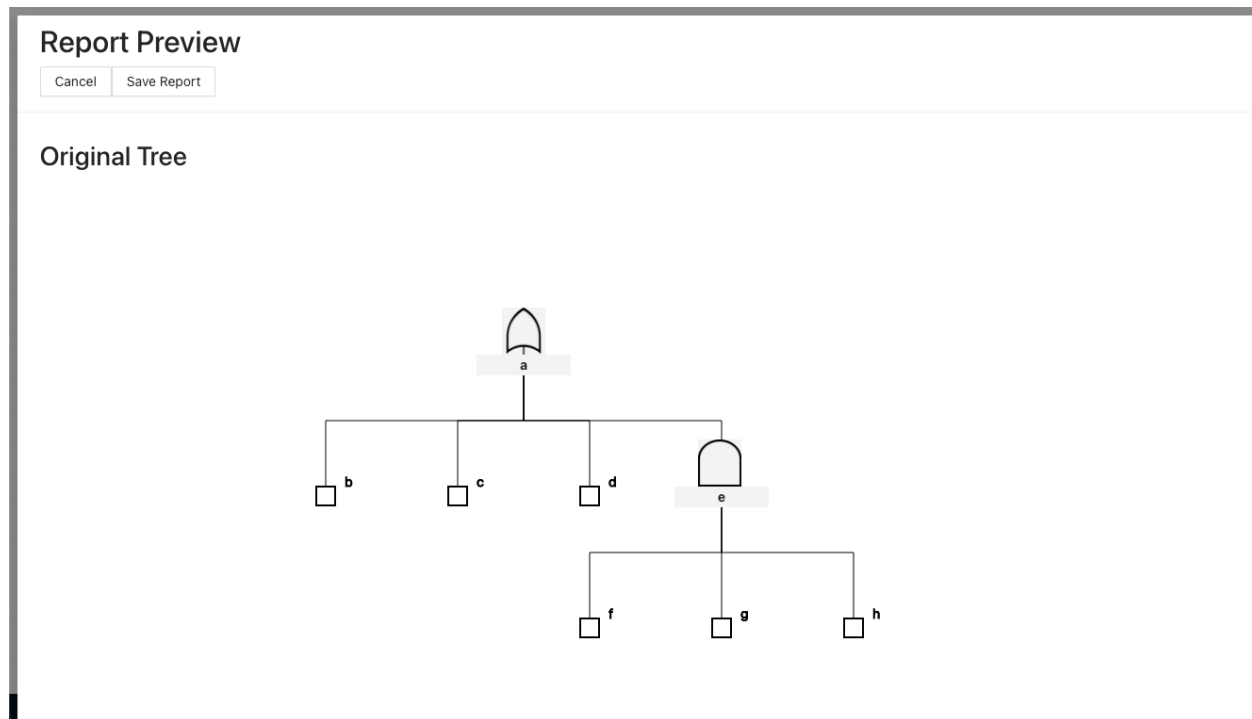 Report Preview
Cancel Save Report
Original Tree
a
b c d
e
f g h